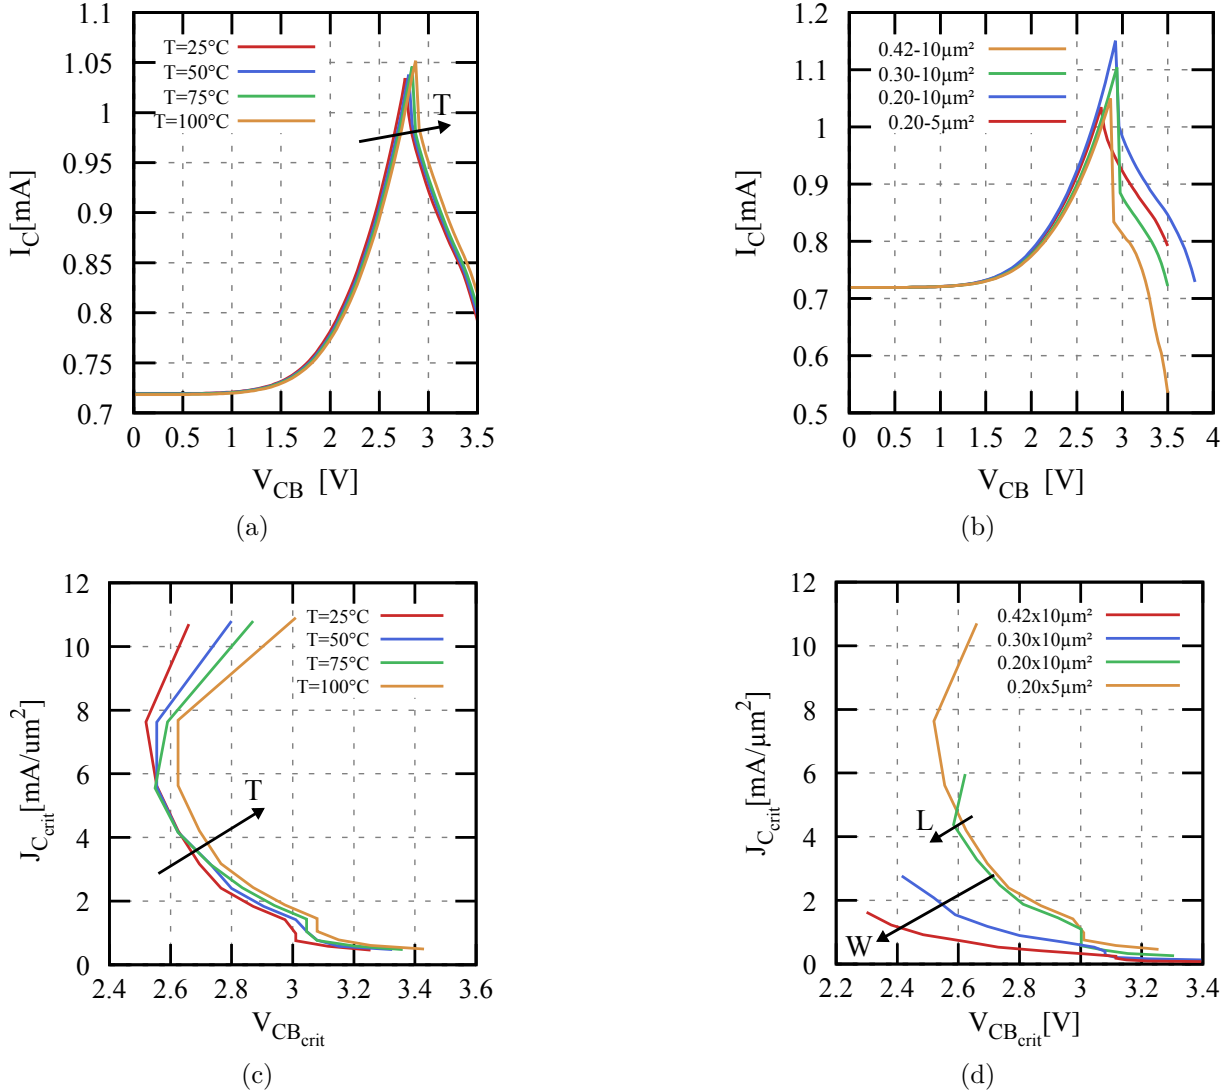 1.1
1.05
1
0.95
0.9
0.85
0.8
0.75
0.7
I_C[mA]
T=25°C
T=50°C
T=75°C
T=100°C
T
0 0.5 1 1.5 2 2.5 3 3.5
V_CB [V]
(a)
1.2
1.1
1
0.9
0.8
0.7
0.6
0.5
I_C[mA]
0.42-10µm²
0.30-10µm²
0.20-10µm²
0.20-5µm²
0 0.5 1 1.5 2 2.5 3 3.5 4
V_CB [V]
(b)
12
10
8
6
4
2
0
J_C_crit[mA/um²]
T=25°C
T=50°C
T=75°C
T=100°C
T
2.4 2.6 2.8 3 3.2 3.4 3.6
V_CB_crit
(c)
12
10
8
6
4
2
0
J_C_crit[mA/µm²]
0.42x10µm²
0.30x10µm²
0.20x10µm²
0.20x5µm²
L
W
2.2 2.4 2.6 2.8 3 3.2 3.4
V_CB_crit[V]
(d)